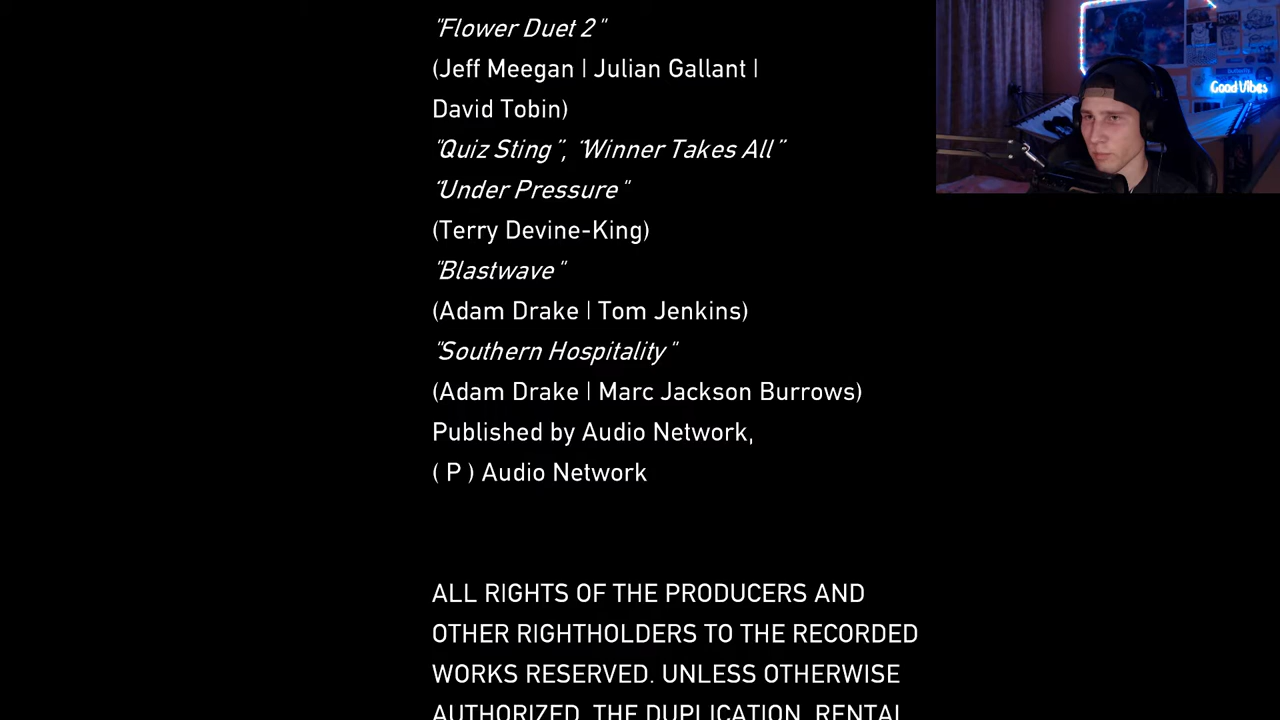 "Flower Duet 2"
(Jeff Meegan | Julian Gallant |
David Tobin)
"Quiz Sting", "Winner Takes All"
"Under Pressure"
(Terry Devine-King)
"Blastwave"
(Adam Drake | Tom Jenkins)
"Southern Hospitality"
(Adam Drake | Marc Jackson Burrows)
Published by Audio Network,
( P ) Audio Network
ALL RIGHTS OF THE PRODUCERS AND
OTHER RIGHTHOLDERS TO THE RECORDED
WORKS RESERVED. UNLESS OTHERWISE
AUTHORIZED, THE DUPLICATION, RENTAL
Good Vibes